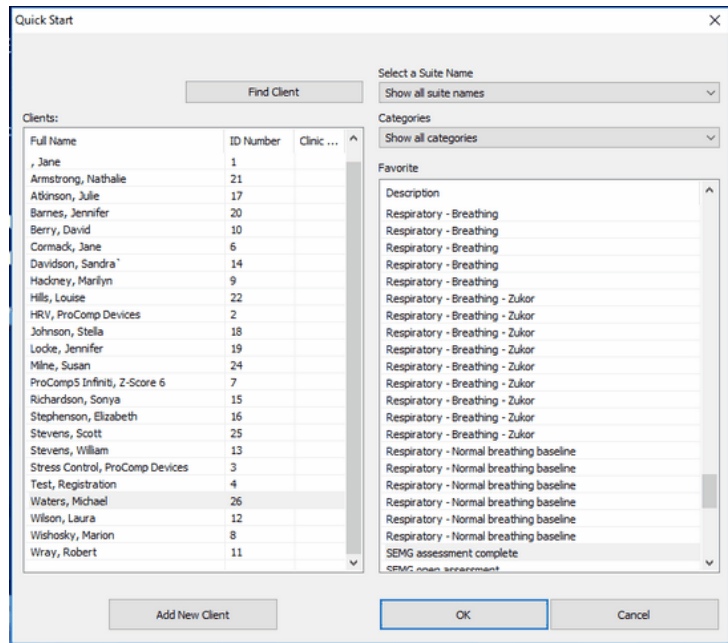 Quick Start
Find Client
Clients:
Full Name ID Number Clinic ...
, Jane 1
Armstrong, Nathalie 21
Atkinson, Julie 17
Barnes, Jennifer 20
Berry, David 10
Cormack, Jane 6
Davidson, Sandra` 14
Hackney, Marilyn 9
Hills, Louise 22
HRV, ProComp Devices 2
Johnson, Stella 18
Locke, Jennifer 19
Milne, Susan 24
ProComp5 Infiniti, Z-Score 6 7
Richardson, Sonya 15
Stephenson, Elizabeth 16
Stevens, Scott 25
Stevens, William 13
Stress Control, ProComp Devices 3
Test, Registration 4
Waters, Michael 26
Wilson, Laura 12
Wishosky, Marion 8
Wray, Robert 11
Add New Client
Select a Suite Name
Show all suite names
Categories
Show all categories
Favorite
Description
Respiratory - Breathing
Respiratory - Breathing
Respiratory - Breathing
Respiratory - Breathing
Respiratory - Breathing
Respiratory - Breathing - Zukor
Respiratory - Breathing - Zukor
Respiratory - Breathing - Zukor
Respiratory - Breathing - Zukor
Respiratory - Breathing - Zukor
Respiratory - Breathing - Zukor
Respiratory - Breathing - Zukor
Respiratory - Breathing - Zukor
Respiratory - Breathing - Zukor
Respiratory - Normal breathing baseline
Respiratory - Normal breathing baseline
Respiratory - Normal breathing baseline
Respiratory - Normal breathing baseline
Respiratory - Normal breathing baseline
Respiratory - Normal breathing baseline
SEMG assessment complete
SEMG open assessment
OK
Cancel